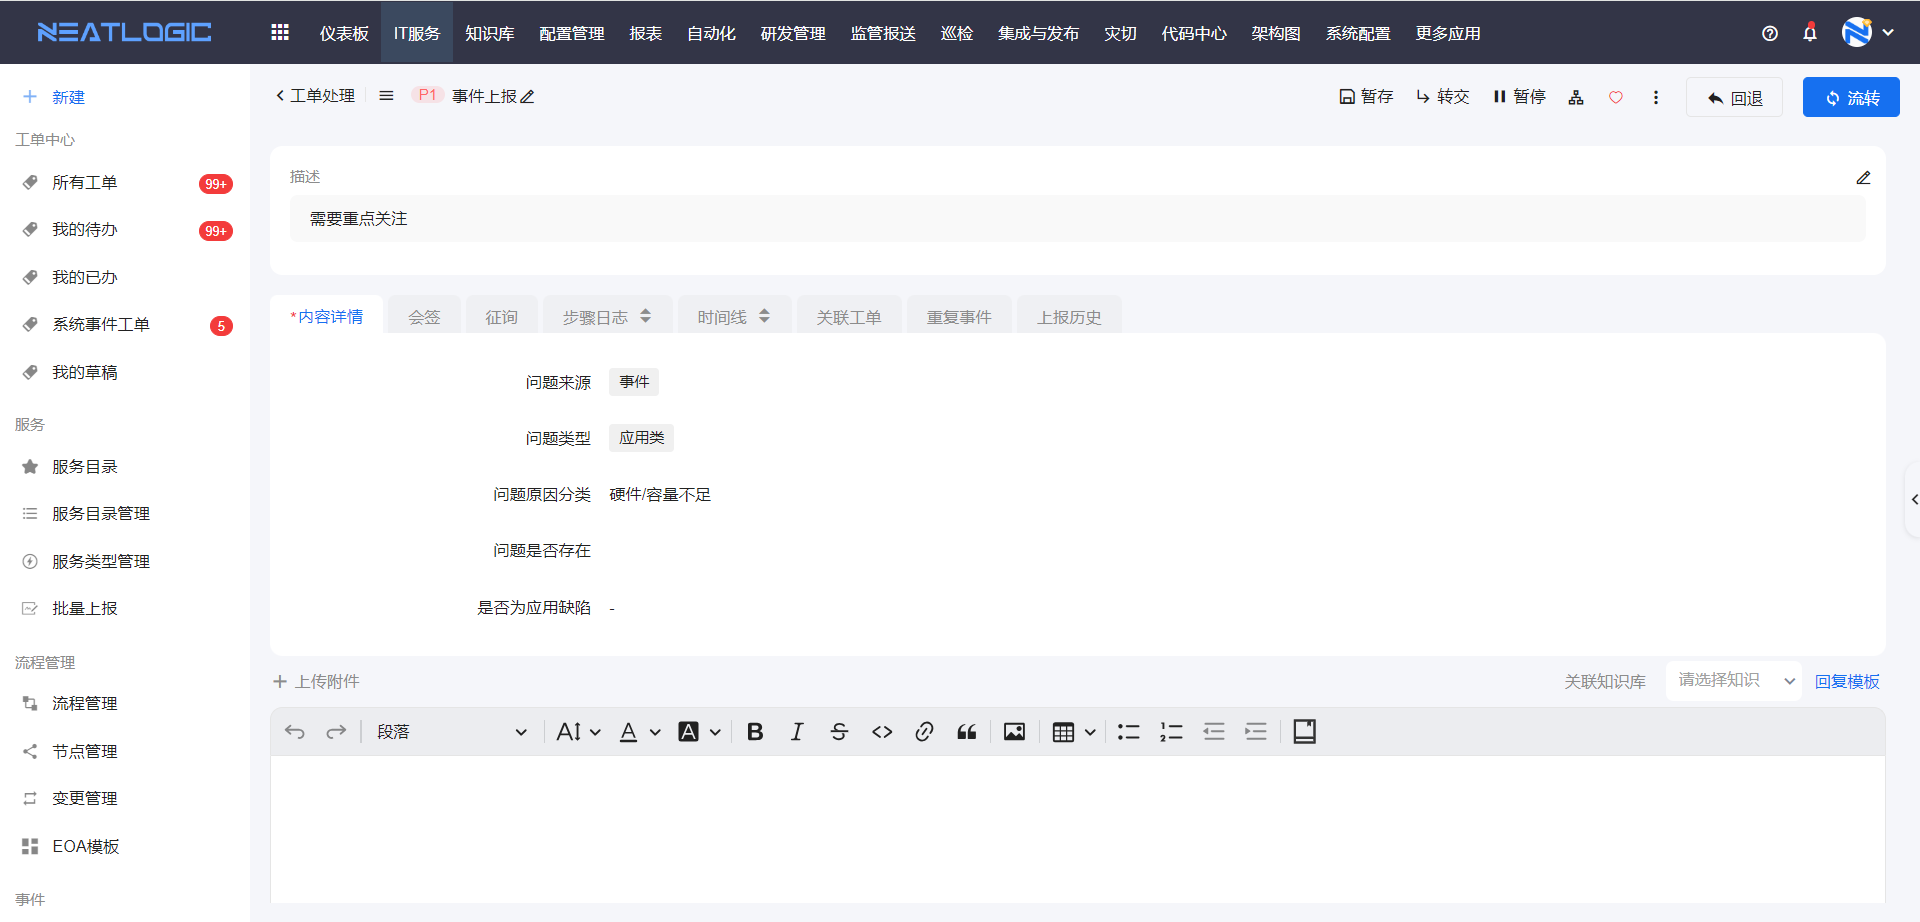 NEATLOGIC 仪表板 IT服务 知识库 配置管理 报表 自动化 研发管理 监管报送 巡检 集成与发布 灾切 代码中心 架构图 系统配置 更多应用
新建
工单中心
所有工单 99+
我的待办 99+
我的已办
系统事件工单 5
我的草稿
服务
服务目录
服务目录管理
服务类型管理
批量上报
流程管理
流程管理
节点管理
变更管理
EOA模板
事件
工单处理 P1 事件上报 暂存 转交 暂停 回退 流转
描述
需要重点关注
*内容详情 会签 征询 步骤日志 时间线 关联工单 重复事件 上报历史
问题来源 事件
问题类型 应用类
问题原因分类 硬件/容量不足
问题是否存在
是否为应用缺陷 -
上传附件 关联知识库 请选择知识 回复模板
段落